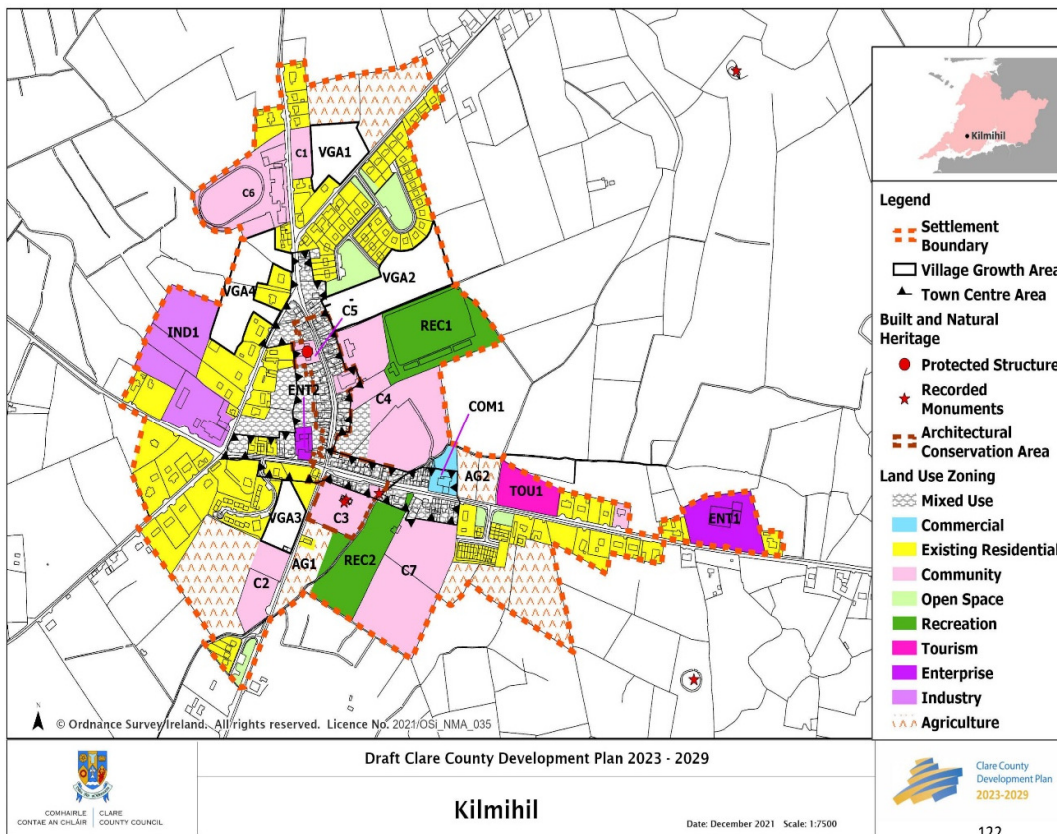 C1
VGA1
C6
VGA2
VGA4
C5
REC1
IND1
ENT2
C4
COM1
AG2
TOU1
ENT1
VGA3
C3
AG1
REC2
C7
C2
© Ordnance Survey Ireland. All rights reserved. Licence No. 2021/OSi_NMA_035
Kilmihil
Legend
Settlement
Boundary
Village Growth Area
Town Centre Area
Built and Natural
Heritage
Protected Structure
Recorded
Monuments
Architectural
Conservation Area
Land Use Zoning
Mixed Use
Commercial
Existing Residential
Community
Open Space
Recreation
Tourism
Enterprise
Industry
Agriculture
COMHAIRLE
CONTAE AN CHLÁIR
CLARE
COUNTY COUNCIL
Draft Clare County Development Plan 2023 - 2029
Kilmihil
Date: December 2021 Scale: 1:7500
Clare County
Development Plan
2023-2029
122